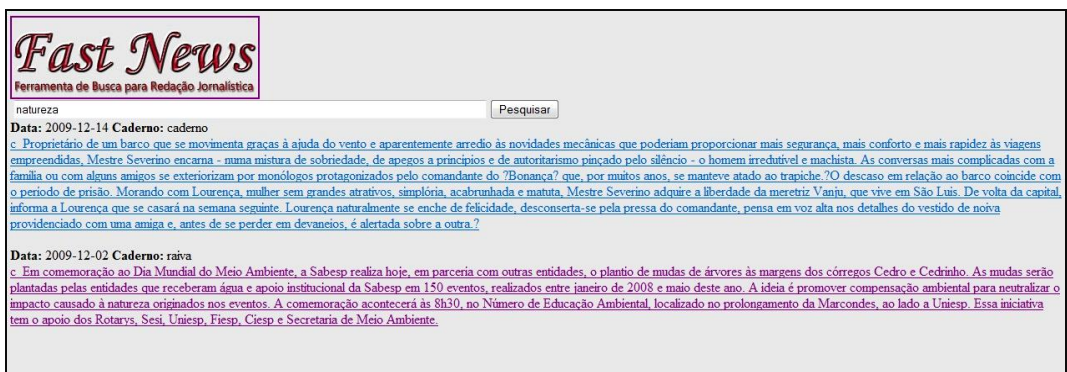 Fast News
Ferramenta de Busca para Redação Jornalística
natureza Pesquisar
Data: 2009-12-14 Caderno: caderno
c Proprietário de um barco que se movimenta graças à ajuda do vento e aparentemente arredio às novidades mecânicas que poderiam proporcionar mais segurança, mais conforto e mais rapidez às viagens
empreendidas, Mestre Severino encarna - numa mistura de sobriedade, de apegos a princípios e de autoritarismo pinçado pelo silêncio - o homem irredutível e machista. As conversas mais complicadas com a
família ou com alguns amigos se exteriorizam por monólogos protagonizados pelo comandante do ?Bonança? que, por muitos anos, se manteve atado ao trapiche.?O descaso em relação ao barco coincide com
o período de prisão. Morando com Lourença, mulher sem grandes atrativos, simplória, acabrunhada e matuta, Mestre Severino adquire a liberdade da meretriz Vanju, que vive em São Luis. De volta da capital,
informa a Lourença que se casará na semana seguinte. Lourença naturalmente se enche de felicidade, desconserta-se pela pressa do comandante, pensa em voz alta nos detalhes do vestido de noiva
providenciado com uma amiga e, antes de se perder em devaneios, é alertada sobre a outra.?
Data: 2009-12-02 Caderno: raiva
c Em comemoração ao Dia Mundial do Meio Ambiente, a Sabesp realiza hoje, em parceria com outras entidades, o plantio de mudas de árvores às margens dos córregos Cedro e Cedrinho. As mudas serão
plantadas pelas entidades que receberam água e apoio institucional da Sabesp em 150 eventos, realizados entre janeiro de 2008 e maio deste ano. A ideia é promover compensação ambiental para neutralizar o
impacto causado à natureza originados nos eventos. A comemoração acontecerá às 8h30, no Número de Educação Ambiental, localizado no prolongamento da Marcondes, ao lado a Uniesp. Essa iniciativa
tem o apoio dos Rotarys, Sesi, Uniesp, Fiesp, Ciesp e Secretaria de Meio Ambiente.